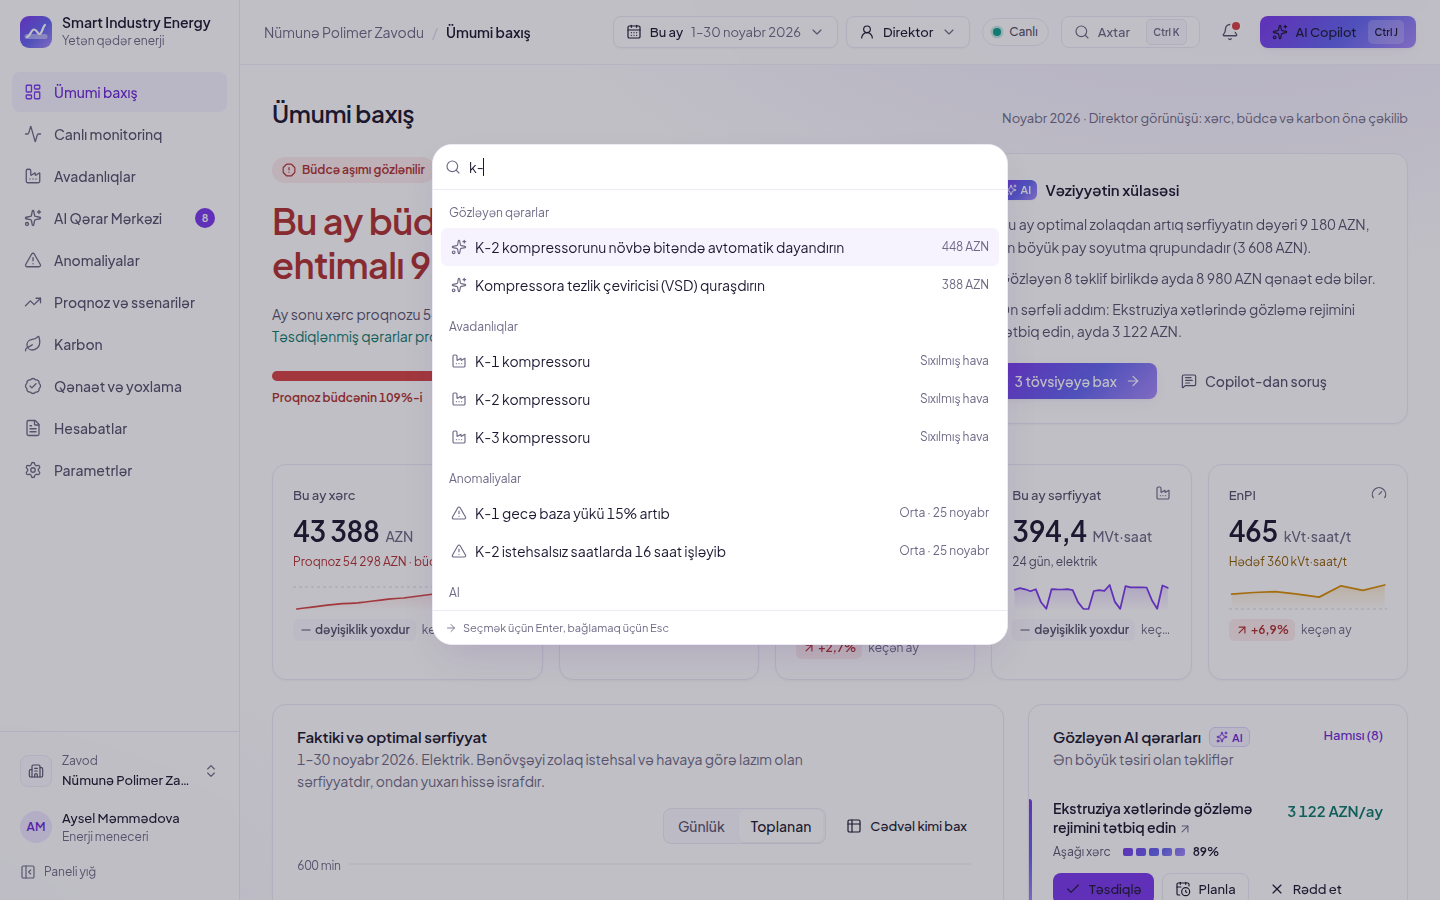 Smart Industry Energy
Yetən qədər enerji
Nümunə Polimer Zavodu / Ümumi baxış
Bu ay 1–30 noyabr 2026
Direktor
Canlı
Axtar Ctrl K
AI Copilot Ctrl J
Ümumi baxış
Canlı monitorinq
Avadanlıqlar
AI Qərar Mərkəzi 8
Anomaliyalar
Proqnoz və ssenarilər
Karbon
Qənaət və yoxlama
Hesabatlar
Parametrlər
Zavod
Nümunə Polimer Za...
AM
Aysel Məmmədova
Enerji meneceri
Paneli yığ
Ümumi baxış
Noyabr 2026 · Direktor görünüşü: xərc, büdcə və karbon önə çəkilib
Büdcə aşımı gözlənilir
Bu ay büd
ehtimalı 9
Ay sonu xərc proqnozu 5
Təsdiqlənmiş qərarlar pro
Proqnoz büdcənin 109%-i
k-
Gözləyən qərarlar
K-2 kompressorunu növbə bitəndə avtomatik dayandırın 448 AZN
Kompressora tezlik çeviricisi (VSD) quraşdırın 388 AZN
Avadanlıqlar
K-1 kompressoru Sıxılmış hava
K-2 kompressoru Sıxılmış hava
K-3 kompressoru Sıxılmış hava
Anomaliyalar
K-1 gecə baza yükü 15% artıb Orta · 25 noyabr
K-2 istehsalsız saatlarda 16 saat işləyib Orta · 25 noyabr
AI
Seçmək üçün Enter, bağlamaq üçün Esc
AI Vəziyyətin xülasəsi
u ay optimal zolaqdan artıq sərfiyyatın dəyəri 9 180 AZN,
n böyük pay soyutma qrupundadır (3 608 AZN).
özləyən 8 təklif birlikdə ayda 8 980 AZN qənaət edə bilər.
n sərfəli addım: Ekstruziya xətlərində gözləmə rejimini
ətbiq edin, ayda 3 122 AZN.
3 tövsiyəyə bax
Copilot-dan soruş
Bu ay xərc
43 388 AZN
Proqnoz 54 298 AZN · büd
— dəyişiklik yoxdur ke
+2,7% keçən ay
Bu ay sərfiyyat
394,4 MVt·saat
24 gün, elektrik
— dəyişiklik yoxdur keç...
EnPI
465 kVt·saat/t
Hədəf 360 kVt·saat/t
+6,9% keçən ay
Faktiki və optimal sərfiyyat
1–30 noyabr 2026. Elektrik. Bənövşəyi zolaq istehsal və havaya görə lazım olan
sərfiyyatdır, ondan yuxarı hissə israfdır.
Günlük Toplanan
Cədvəl kimi bax
600 min
Gözləyən AI qərarları AI Hamısı (8)
Ən böyük təsiri olan təkliflər
Ekstruziya xətlərində gözləmə 3 122 AZN/ay
rejimini tətbiq edin
Aşağı xərc 89%
Təsdiqlə Planla Rədd et